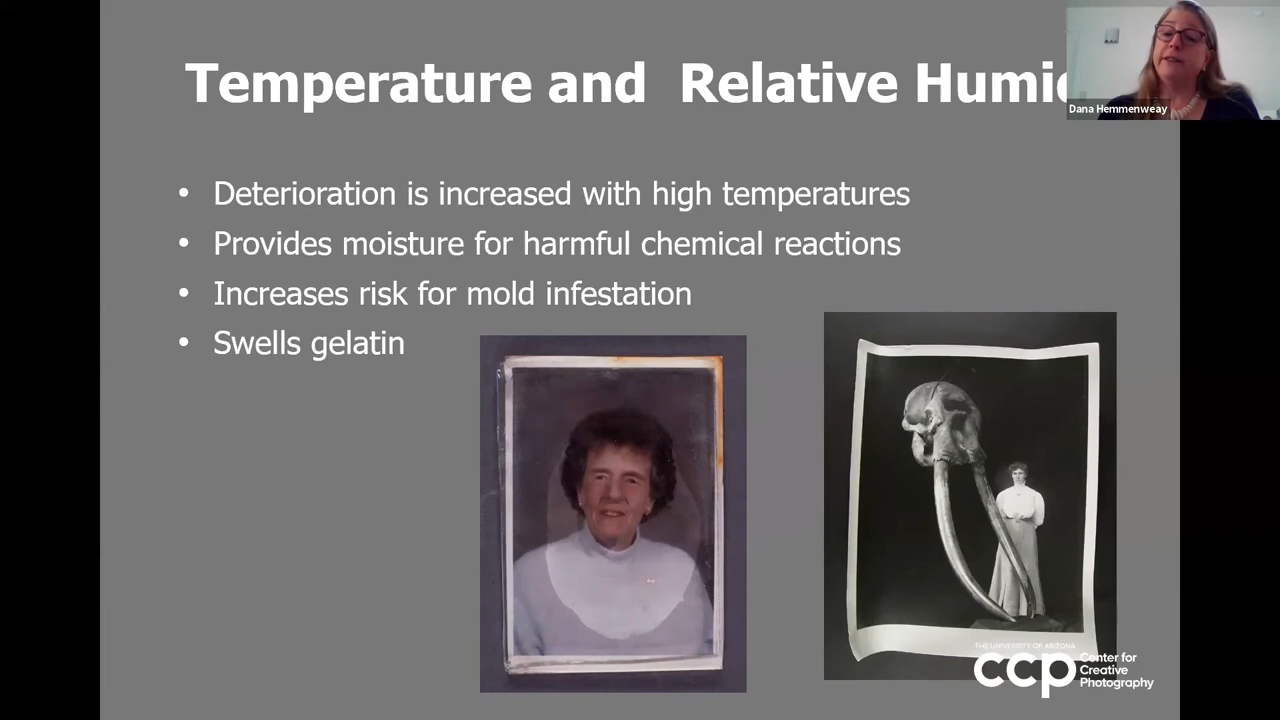 Temperature and Relative Humid
Dana Hemmenweay
• Deterioration is increased with high temperatures
• Provides moisture for harmful chemical reactions
• Increases risk for mold infestation
• Swells gelatin
THE UNIVERSITY OF ARIZONA
ccp Center for
Creative
Photography